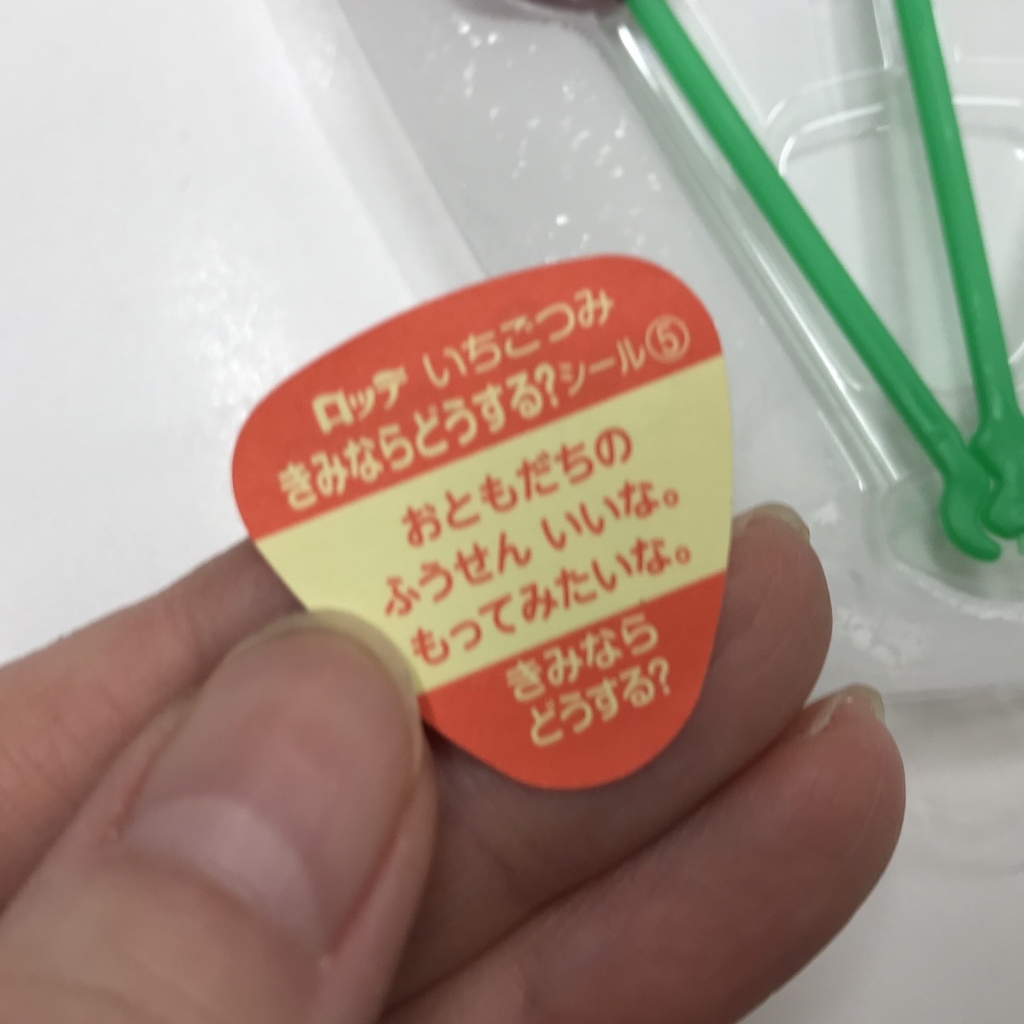 ロッテ いちごつみ
きみならどうする?シール⑤
おともだちの
ふうせん いいな。
もってみたいな。
きみなら
どうする?